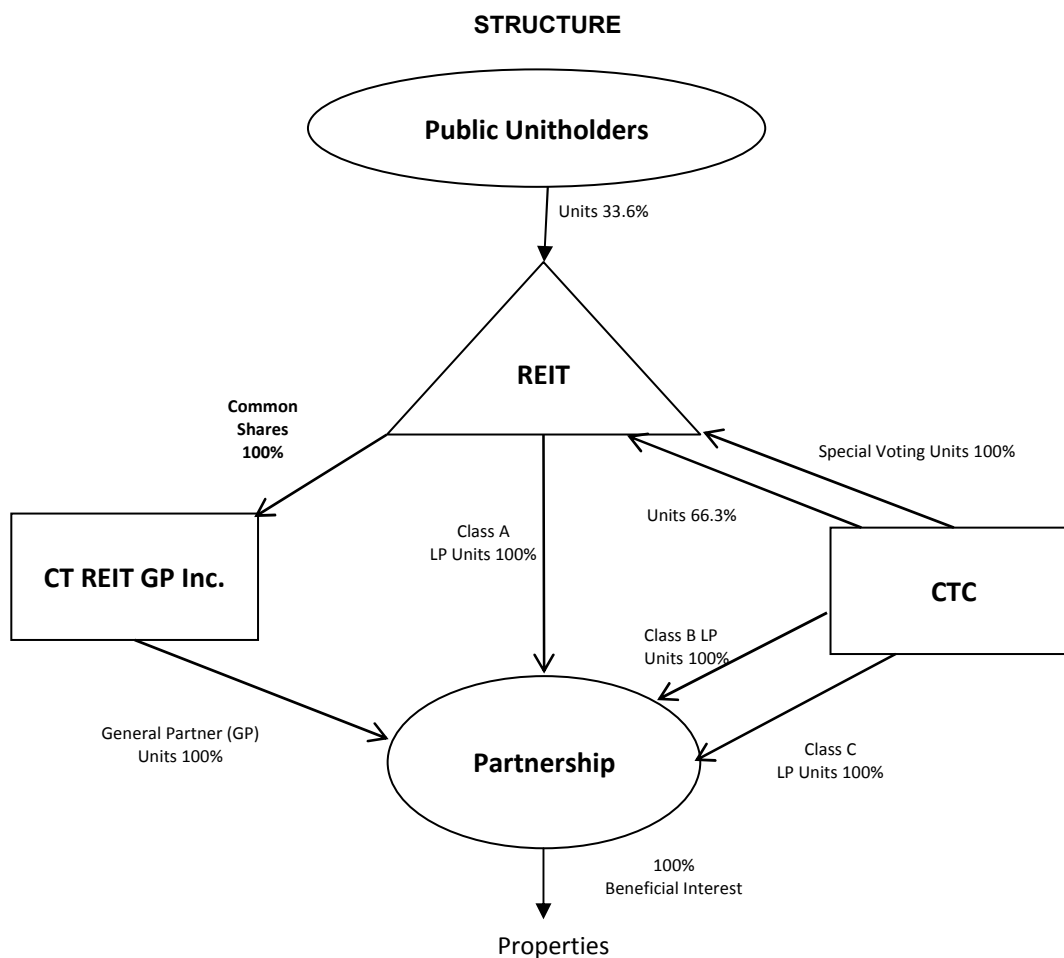 STRUCTURE
Public Unitholders
Units 33.6%
REIT
Common
Shares
100%
Special Voting Units 100%
Units 66.3%
Class A
LP Units 100%
CT REIT GP Inc.
CTC
Class B LP
Units 100%
General Partner (GP)
Units 100%
Class C
LP Units 100%
Partnership
100%
Beneficial Interest
Properties